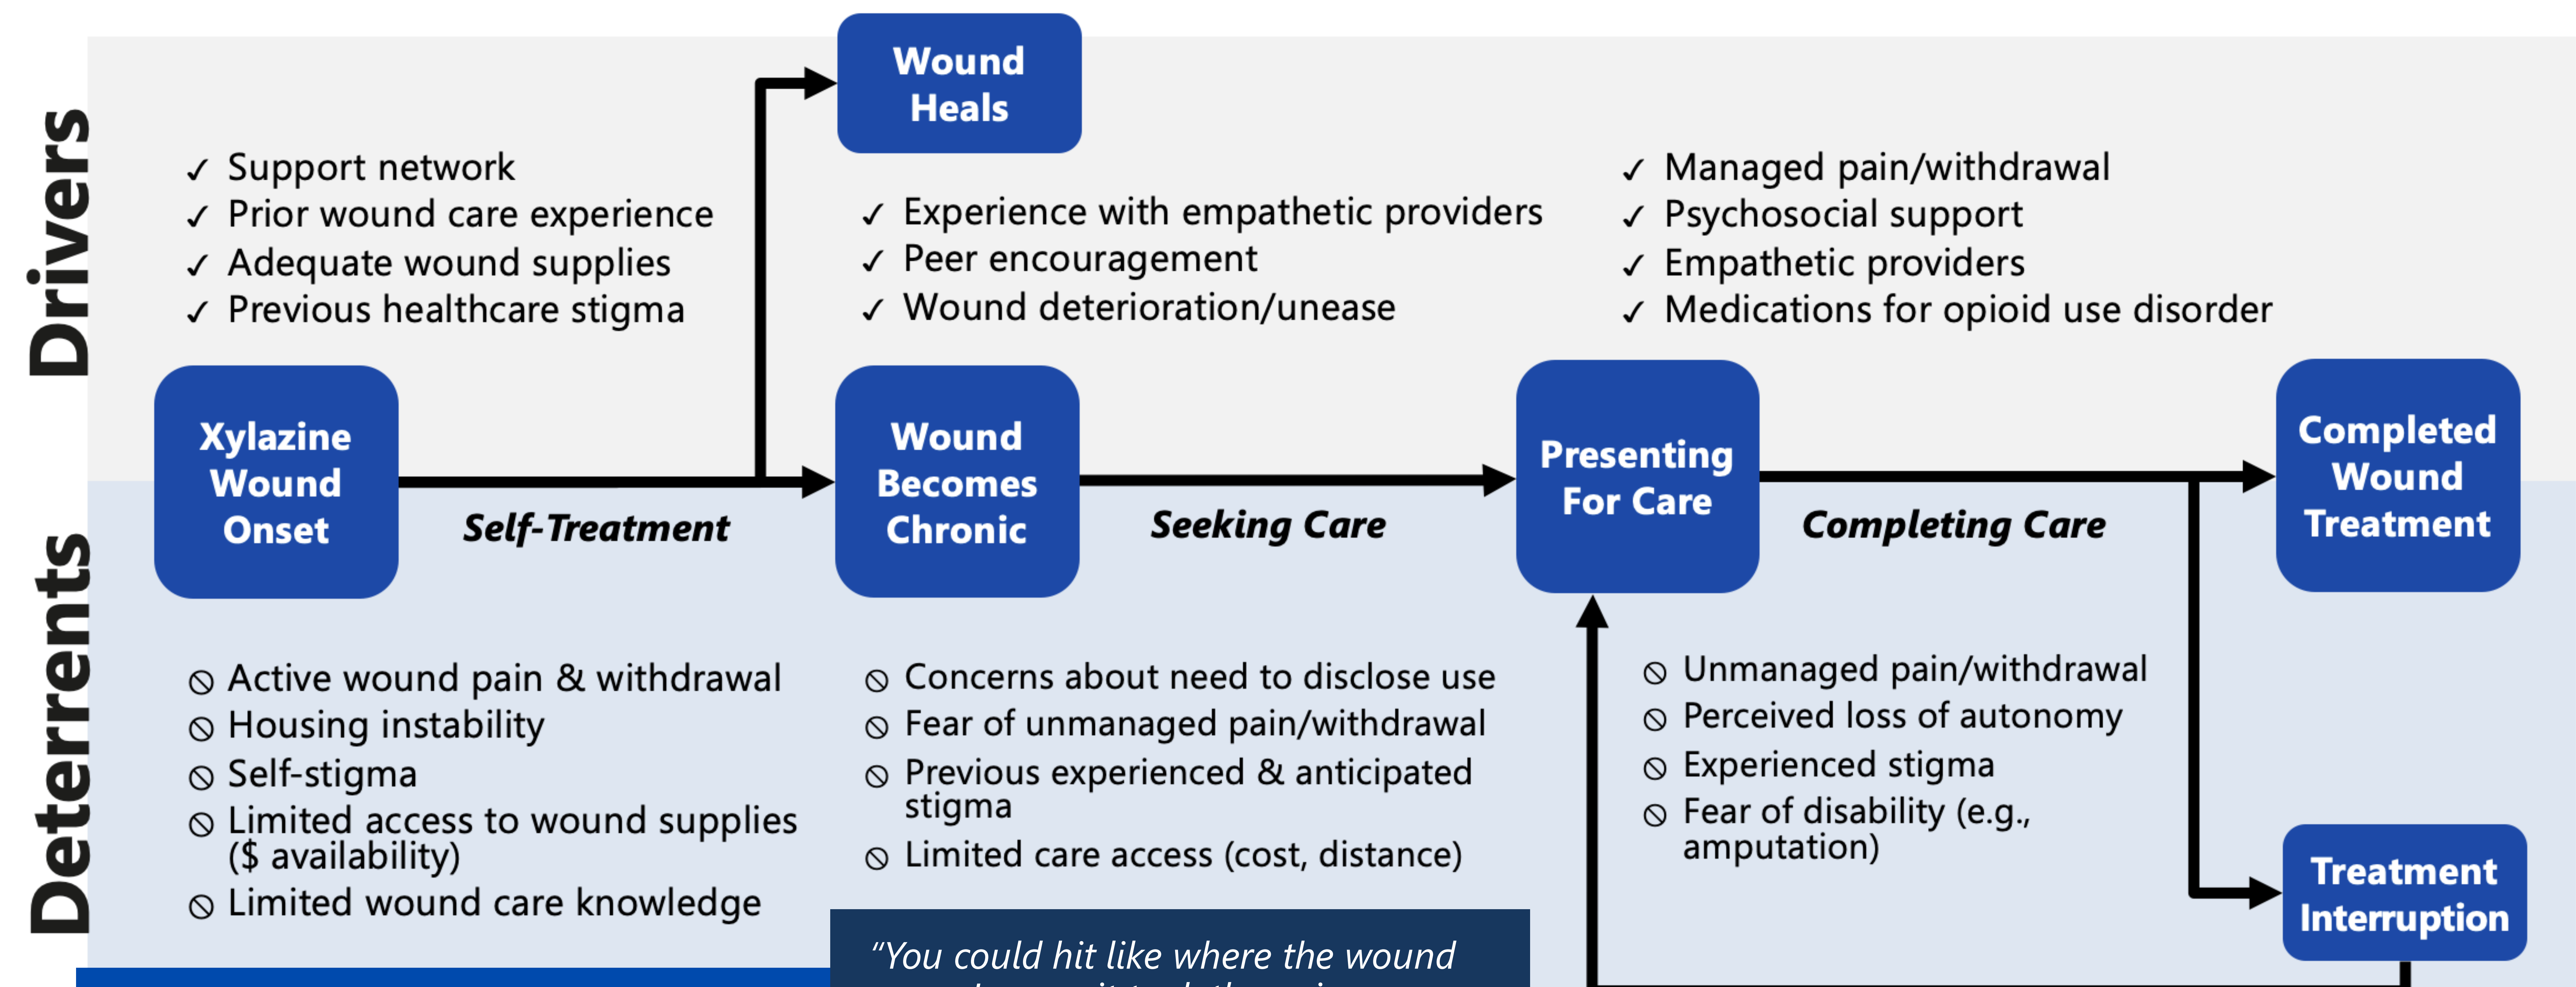 Drivers
Deterrents
Wound
Heals
✓ Support network
✓ Prior wound care experience
✓ Adequate wound supplies
✓ Previous healthcare stigma
✓ Experience with empathetic providers
✓ Peer encouragement
✓ Wound deterioration/unease
✓ Managed pain/withdrawal
✓ Psychosocial support
✓ Empathetic providers
✓ Medications for opioid use disorder
Xylazine
Wound
Onset
Self-Treatment
Wound
Becomes
Chronic
Seeking Care
Presenting
For Care
Completing Care
Completed
Wound
Treatment
Active wound pain & withdrawal
Housing instability
Self-stigma
Limited access to wound supplies
($ availability)
Limited wound care knowledge
Concerns about need to disclose use
Fear of unmanaged pain/withdrawal
Previous experienced & anticipated
stigma
Limited care access (cost, distance)
Unmanaged pain/withdrawal
Perceived loss of autonomy
Experienced stigma
Fear of disability (e.g.,
amputation)
Treatment
Interruption
“You could hit like where the wound